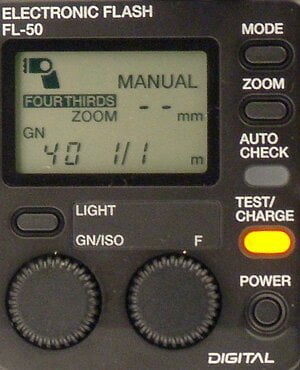 ELECTRONIC FLASH
FL-50
MODE
MANUAL
FOUR THIRDS
ZOOM -- mm
ZOOM
GN
40 1/1 m
AUTO
CHECK
LIGHT
TEST/
CHARGE
GN/ISO
F
POWER
DIGITAL